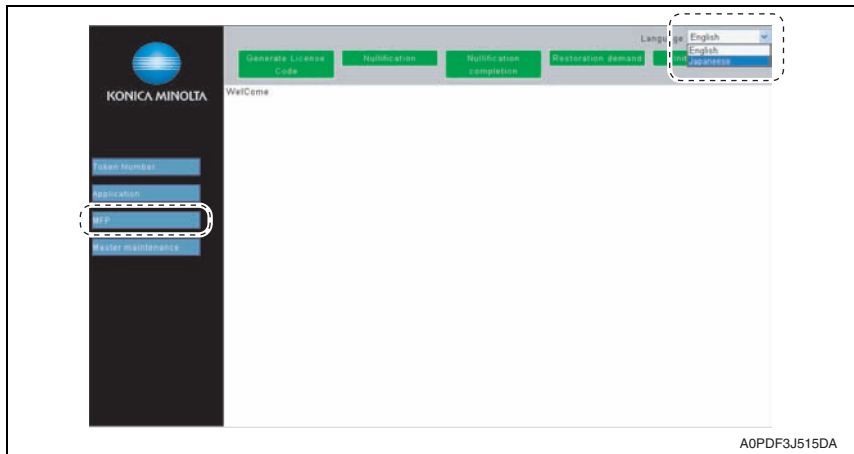 Language English
English
Japaneese
Generate License
Code
Nullification
Nullification
completion
Restoration demand
KONICA MINOLTA
WelCome
Token Number
Application
MFP
Master maintenance
A0PDF3J515DA